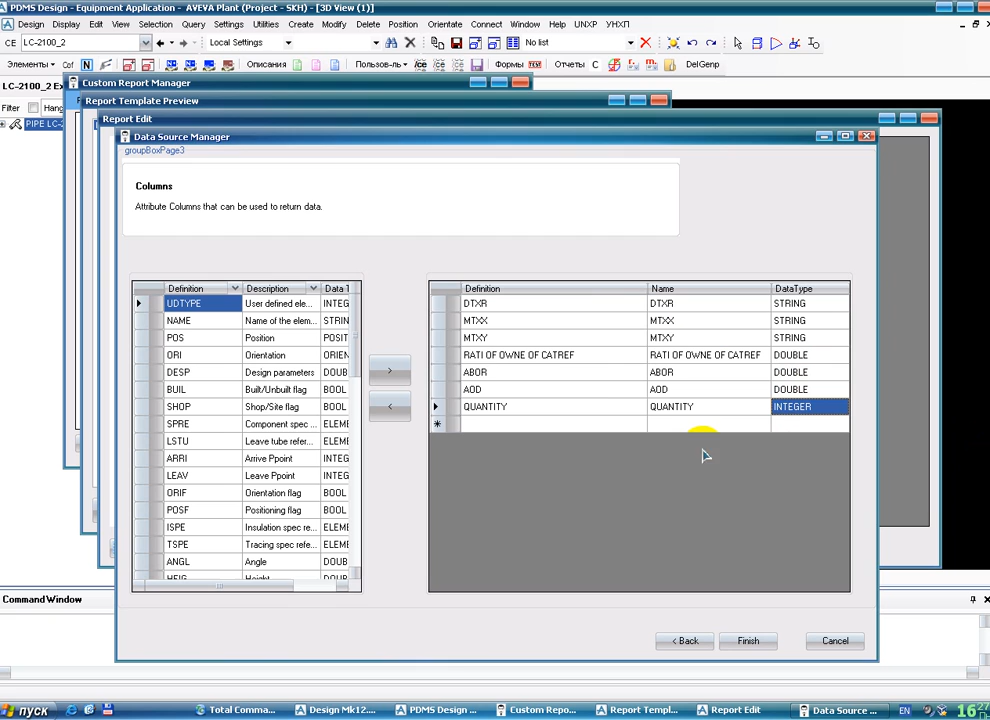 PDMS Design - Equipment Application - AVEVA Plant (Project - SKH) - [3D View (1)]
Design Display Edit View Selection Query Settings Utilities Create Modify Delete Position Orientate Connect Window Help UNXP УНХП
CE LC-2100_2 Local Settings No list
Элементы Cof N Описания Пользоваь Формы Отчеты C DelGenp
LC-2100_2 Ex
Custom Report Manager
Report Template Preview
Filter Hang
Report Edit
PIPE LC-
Data Source Manager
groupBoxPage3
Columns
Attribute Columns that can be used to return data.
Definition Description Data T
UDTYPE User defined ele... INTEG
NAME Name of the elem... STRIN
POS Position POSIT
ORI Orientation ORIEN
DESP Design parameters DOUB
BUIL Built/Unbuilt flag BOOL
SHOP Shop/Site flag BOOL
SPRE Component spec ... ELEME
LSTU Leave tube refer... ELEME
ARRI Arrive Ppoint INTEG
LEAV Leave Ppoint INTEG
ORIF Orientation flag BOOL
POSF Positioning flag BOOL
ISPE Insulation spec re... ELEME
TSPE Tracing spec refe... ELEME
ANGL Angle DOUB
HEIG Height DOUB
>
<
Definition Name DataType
DTXR DTXR STRING
MTXX MTXX STRING
MTXY MTXY STRING
RATI OF OWNE OF CATREF RATI OF OWNE OF CATREF DOUBLE
ABOR ABOR DOUBLE
AOD AOD DOUBLE
QUANTITY QUANTITY INTEGER
*
< Back Finish Cancel
CommandWindow
пуск Total Comma... Design Mk12.... PDMS Design ... Custom Repo... Report Templ... Report Edit Data Source ... EN